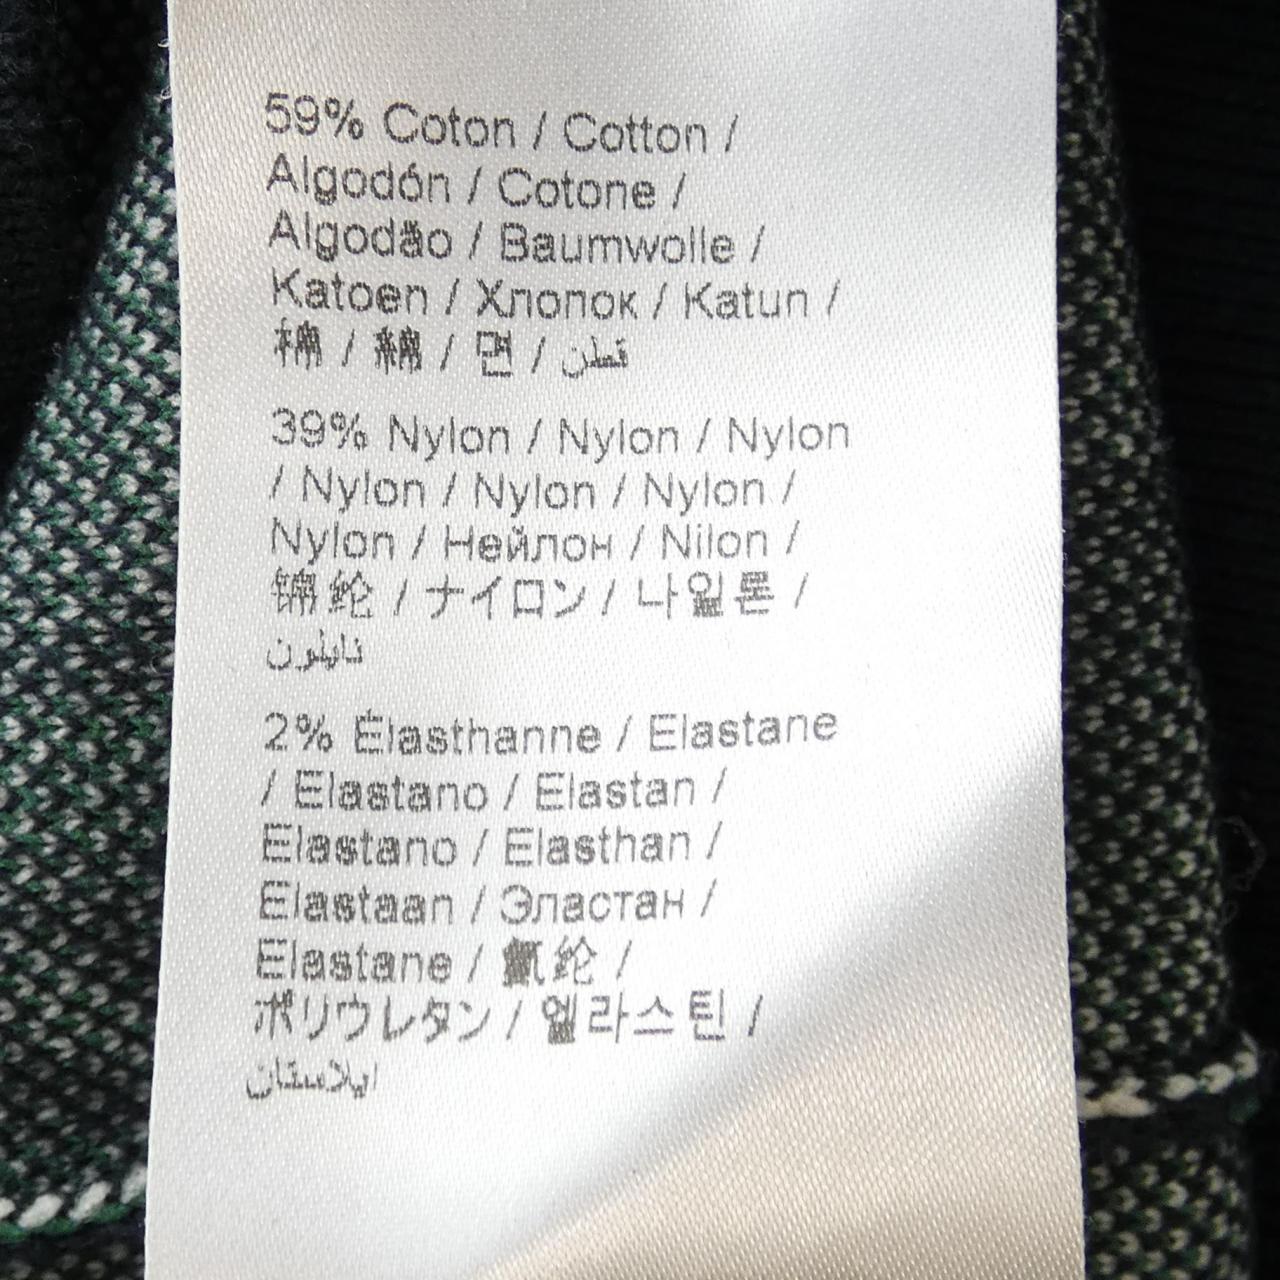 59% Coton / Cotton /
Algodón / Cotone /
Algodão / Baumwolle /
Katoen / Хлопок / Katun /
棉 / 綿 / 면 / قطن
39% Nylon / Nylon / Nylon
/ Nylon / Nylon / Nylon /
Nylon / Нейлон / Nilon /
锦纶 / ナイロン / 나일론 /
نايلون
2% Élasthanne / Elastane
/ Elastano / Elastan /
Elastano / Elasthan /
Elastaan / Эластан /
Elastane / 氨纶 /
ポリウレタン / 엘라스틴 /
ايلاستان